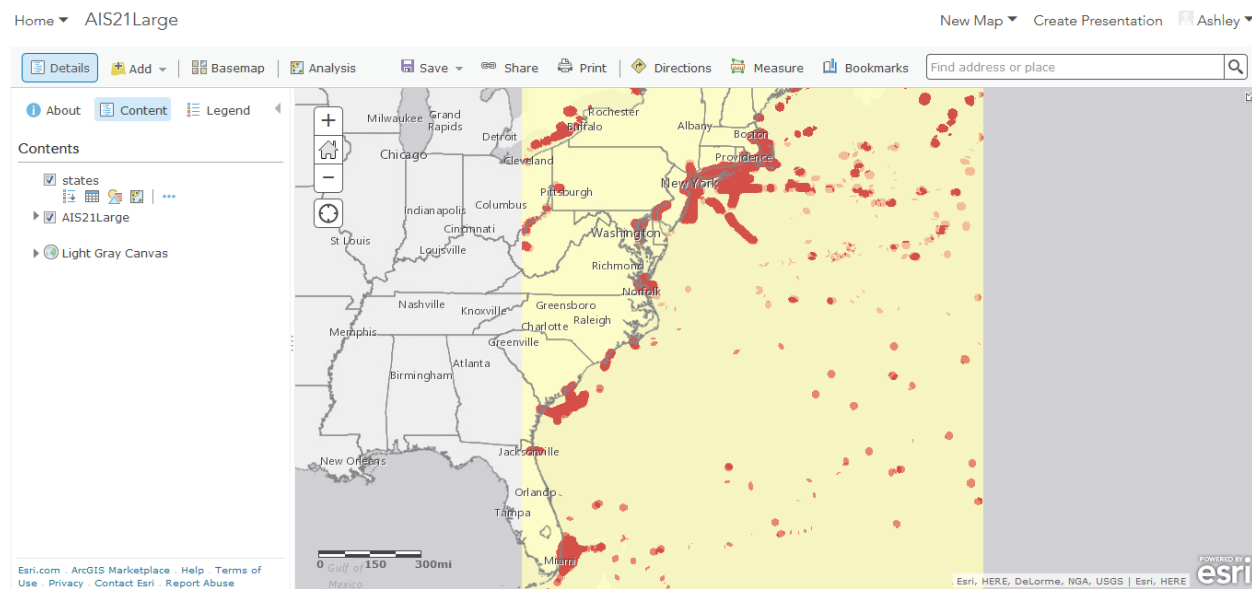 Home AIS21Large New Map Create Presentation Ashley
Details Add Basemap Analysis Save Share Print Directions Measure Bookmarks Find address or place
About Content Legend
Contents
states
AIS21Large
Light Gray Canvas
Milwaukee
Grand
Rapids
Rochester
Buffalo
Detroit
Albany
Boston
Chicago
Cleveland
Providence
New York
Pittsburgh
Indianapolis
Columbus
Cincinnati
Washington
St Louis
Louisville
Richmond
Norfolk
Nashville
Knoxville
Greensboro
Raleigh
Memphis
Charlotte
Greenville
Atlanta
Birmingham
Jacksonville
New Orleans
Orlando
Tampa
Miami
0 150 300mi
Gulf of
Mexico
Esri.com . ArcGIS Marketplace . Help . Terms of
Use . Privacy . Contact Esri . Report Abuse
Esri, HERE, DeLorme, NGA, USGS | Esri, HERE
POWERED BY
esri